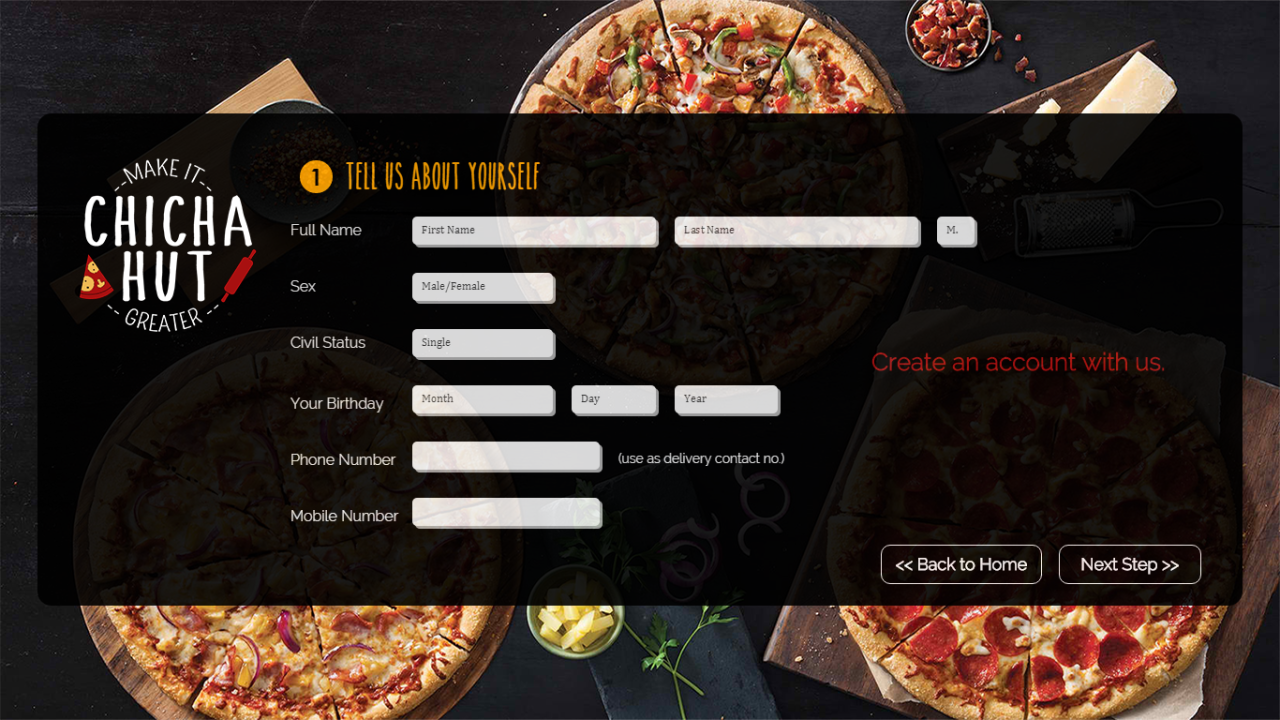 MAKE IT
CHICHA
HUT
GREATER
1 TELL US ABOUT YOURSELF
Full Name First Name Last Name M.
Sex Male/Female
Civil Status Single
Your Birthday Month Day Year
Phone Number (use as delivery contact no.)
Mobile Number
Create an account with us.
<< Back to Home Next Step >>